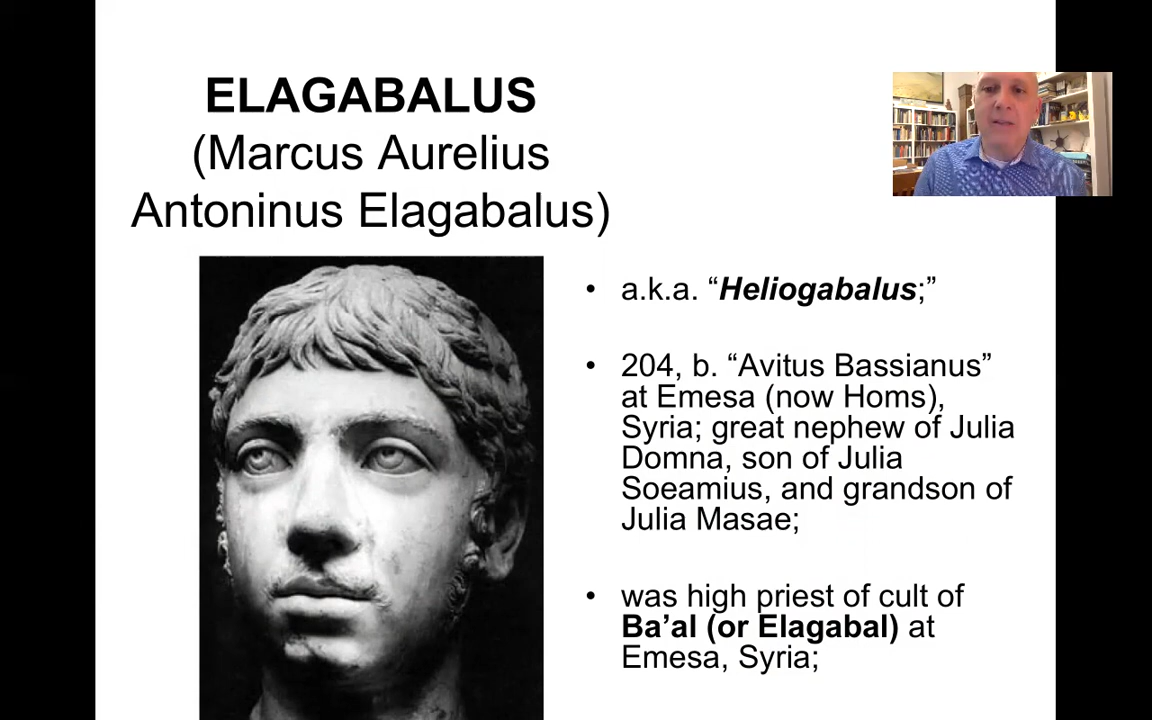 ELAGABALUS
(Marcus Aurelius
Antoninus Elagabalus)
• a.k.a. “Heliogabalus;”
• 204, b. “Avitus Bassianus”
at Emesa (now Homs),
Syria; great nephew of Julia
Domna, son of Julia
Soeamius, and grandson of
Julia Masae;
• was high priest of cult of
Ba’al (or Elagabal) at
Emesa, Syria;